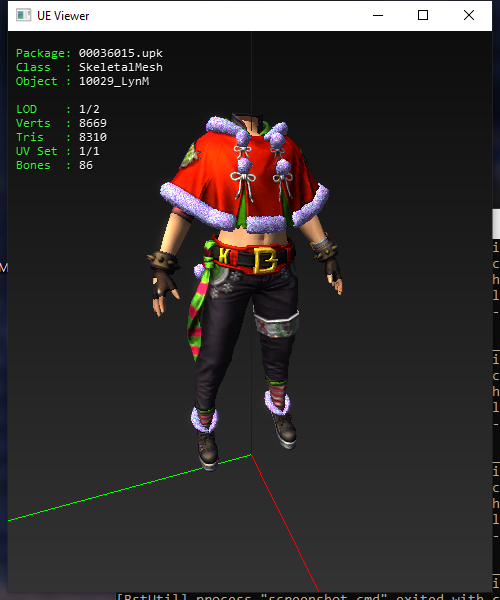 UE Viewer
Package: 00036015.upk
Class : SkeletalMesh
Object : 10029_LynM
LOD : 1/2
Verts : 8669
Tris : 8310
UV Set : 1/1
Bones : 86